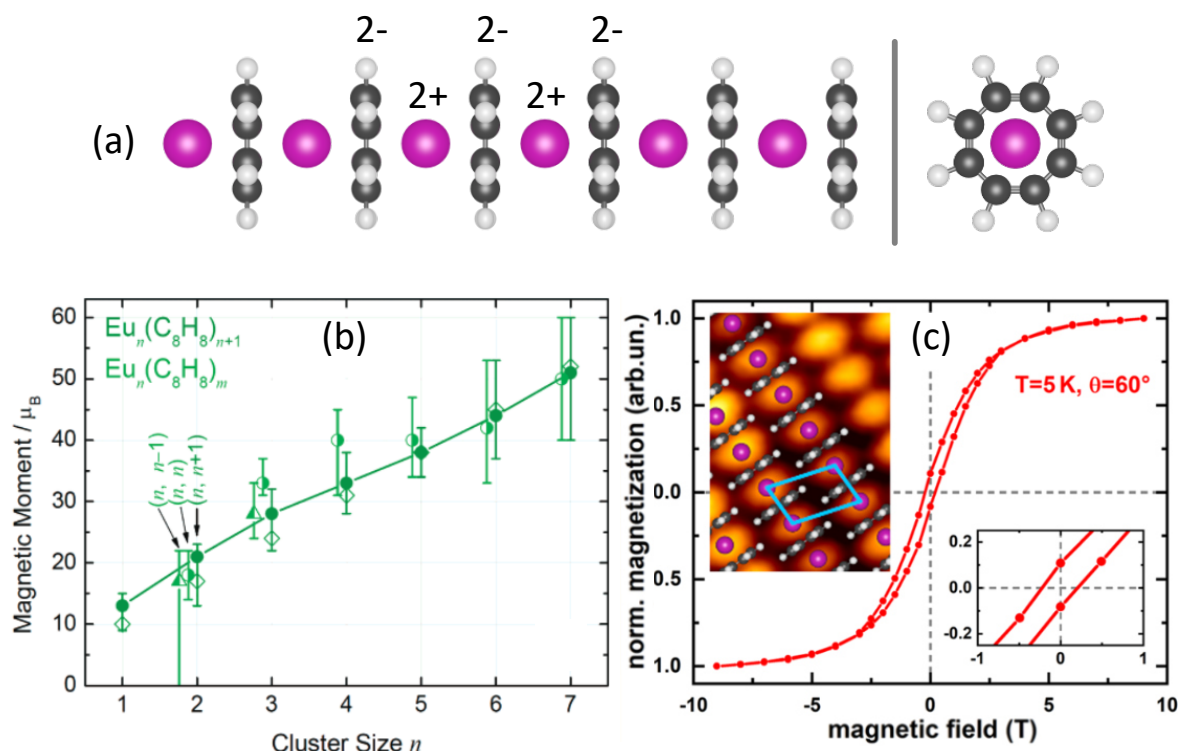 2- 2- 2-
2+ 2+
(a)
(b)
Euₙ(C₈H₈)ₙ₊₁
Euₙ(C₈H₈)ₘ
(n, n−1)
(n, n)
(n, n+1)
Magnetic Moment / μ_B
60
50
40
30
20
10
0
1 2 3 4 5 6 7
Cluster Size n
(c)
T=5 K, θ=60°
norm. magnetization (arb.un.)
1.0
0.5
0.0
0.5
1.0
0.2
0.0
-0.2
-1 0 1
-10 -5 0 5 10
magnetic field (T)